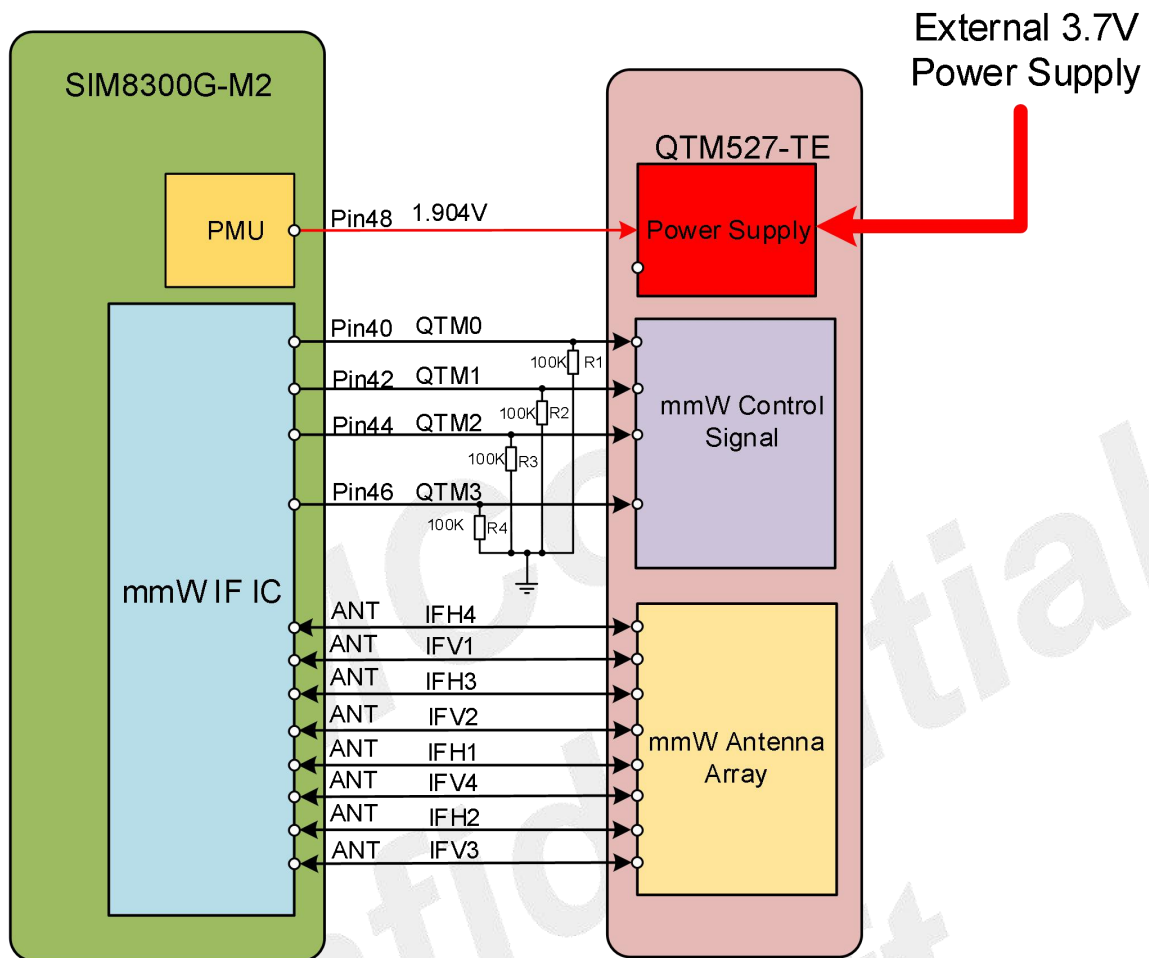 External 3.7V
Power Supply
SIM8300G-M2
QTM527-TE
PMU
Pin48 1.904V
Power Supply
Pin40 QTM0
100K R1
Pin42 QTM1
100K R2
Pin44 QTM2
100K R3
Pin46 QTM3
100K R4
mmW Control
Signal
mmW IF IC
ANT IFH4
ANT IFV1
ANT IFH3
ANT IFV2
ANT IFH1
ANT IFV4
ANT IFH2
ANT IFV3
mmW Antenna
Array